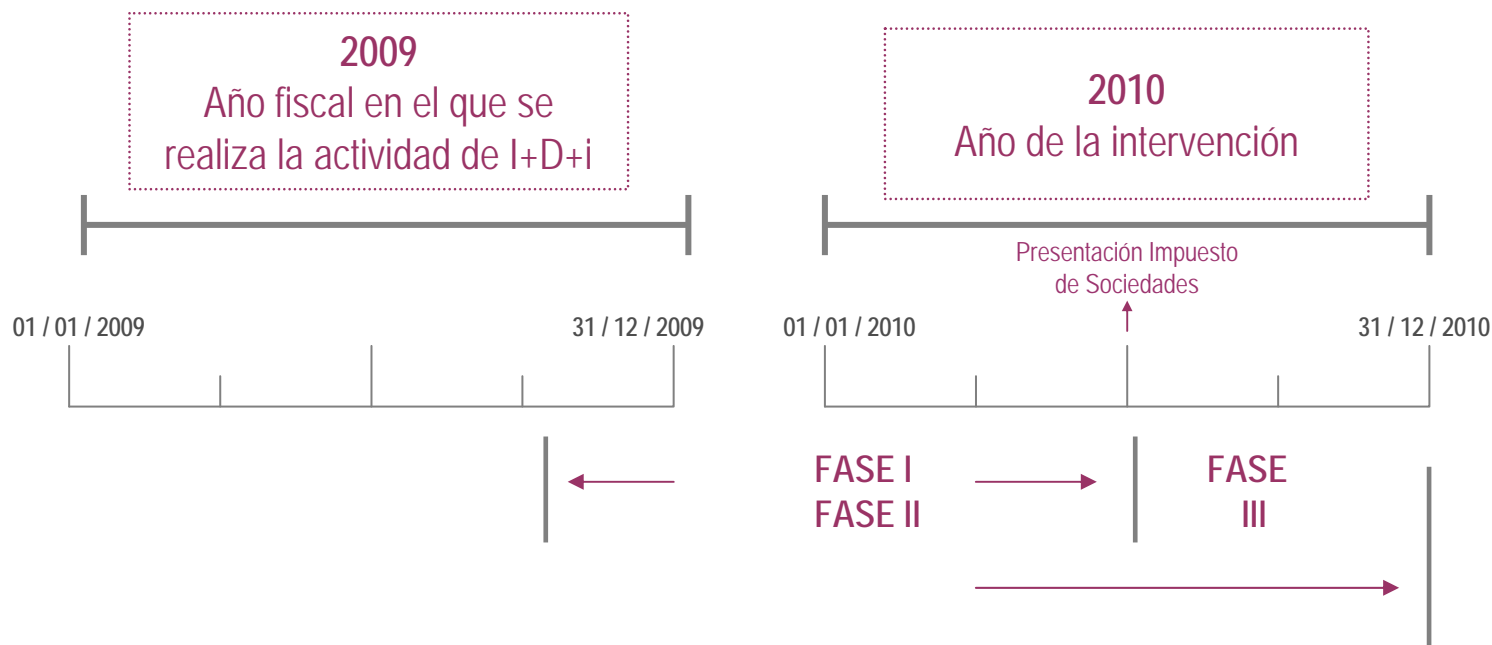 2009
Año fiscal en el que se
realiza la actividad de I+D+i
2010
Año de la intervención
Presentación Impuesto
de Sociedades
01 / 01 / 2009
31 / 12 / 2009
01 / 01 / 2010
31 / 12 / 2010
FASE I
FASE II
FASE
III